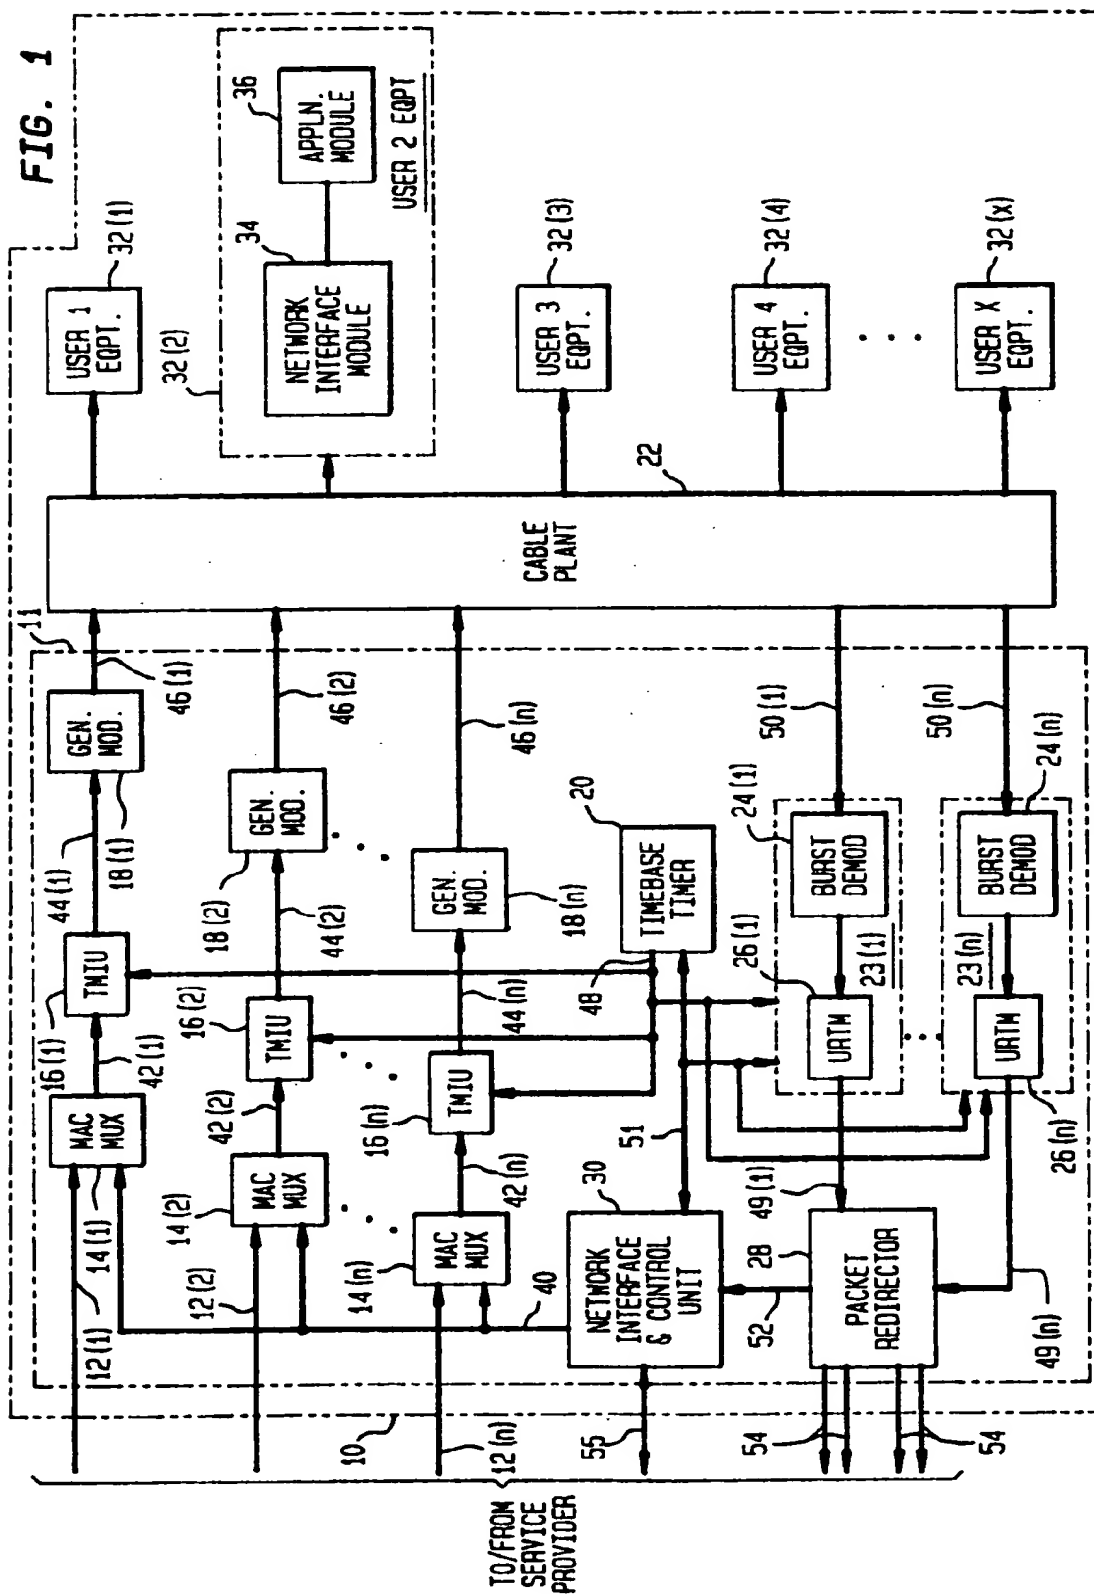 FIG. 1
TO/FROM
SERVICE
PROVIDER
10
11
12(1)
14(1)
MAC
MUX
42(1)
16(1)
TMIU
44(1)
18(1)
GEN.
MOD.
46(1)
12(2)
14(2)
MAC
MUX
42(2)
16(2)
TMIU
44(2)
18(2)
GEN.
MOD.
46(2)
12(n)
14(n)
MAC
MUX
42(n)
16(n)
TMIU
44(n)
18(n)
GEN.
MOD.
46(n)
40
30
NETWORK
INTERFACE
& CONTROL
UNIT
55
51
48
20
TIMEBASE
TIMER
52
28
PACKET
REDIRECTOR
54
54
49(1)
26(1)
URTM
23(1)
24(1)
BURST
DEMOD
50(1)
49(n)
26(n)
URTM
23(n)
24(n)
BURST
DEMOD
50(n)
CABLE
PLANT
22
USER 1
EQPT.
32(1)
32(2)
34
NETWORK
INTERFACE
MODULE
36
APPLN.
MODULE
USER 2 EQPT
USER 3
EQPT.
32(3)
USER 4
EQPT.
32(4)
USER X
EQPT.
32(x)